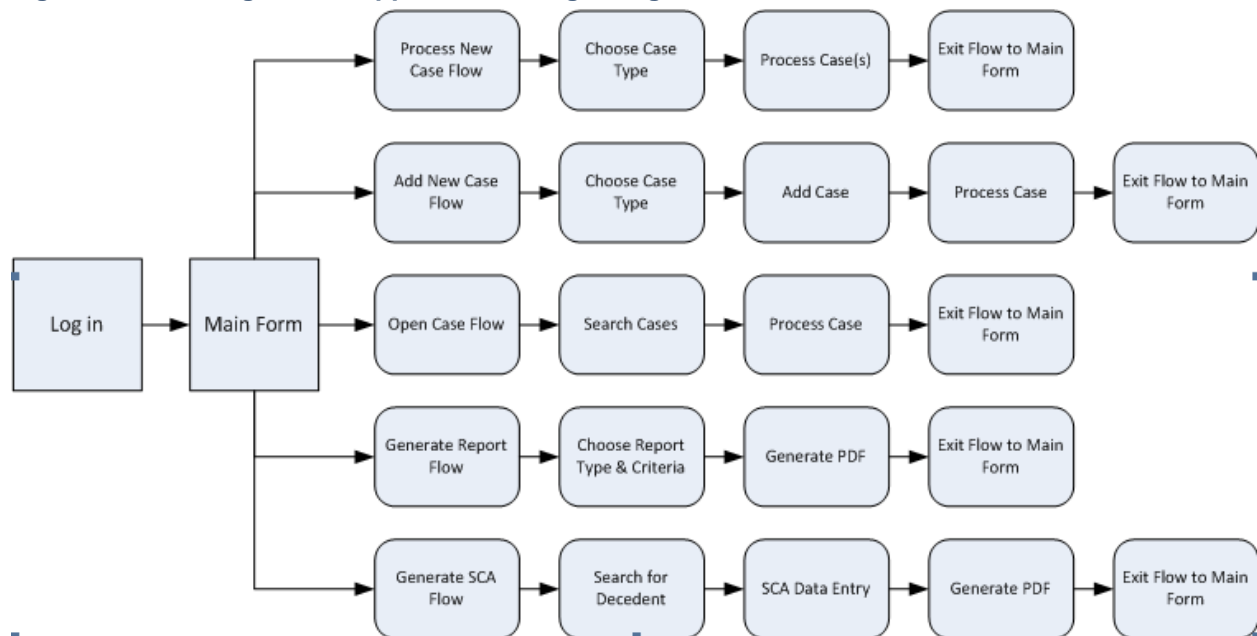 Process New
Case Flow
Choose Case
Type
Process Case(s)
Exit Flow to Main
Form
Add New Case
Flow
Choose Case
Type
Add Case
Process Case
Exit Flow to Main
Form
Log in
Main Form
Open Case Flow
Search Cases
Process Case
Exit Flow to Main
Form
Generate Report
Flow
Choose Report
Type & Criteria
Generate PDF
Exit Flow to Main
Form
Generate SCA
Flow
Search for
Decedent
SCA Data Entry
Generate PDF
Exit Flow to Main
Form